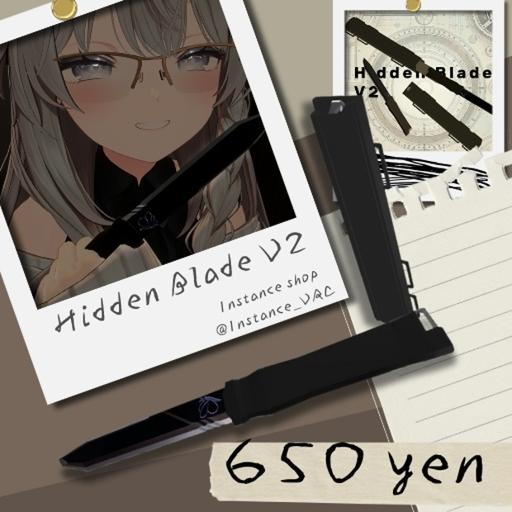 Hidden Blade
V2
Hidden Blade V2
Instance shop
@Instance_VRC
650 yen